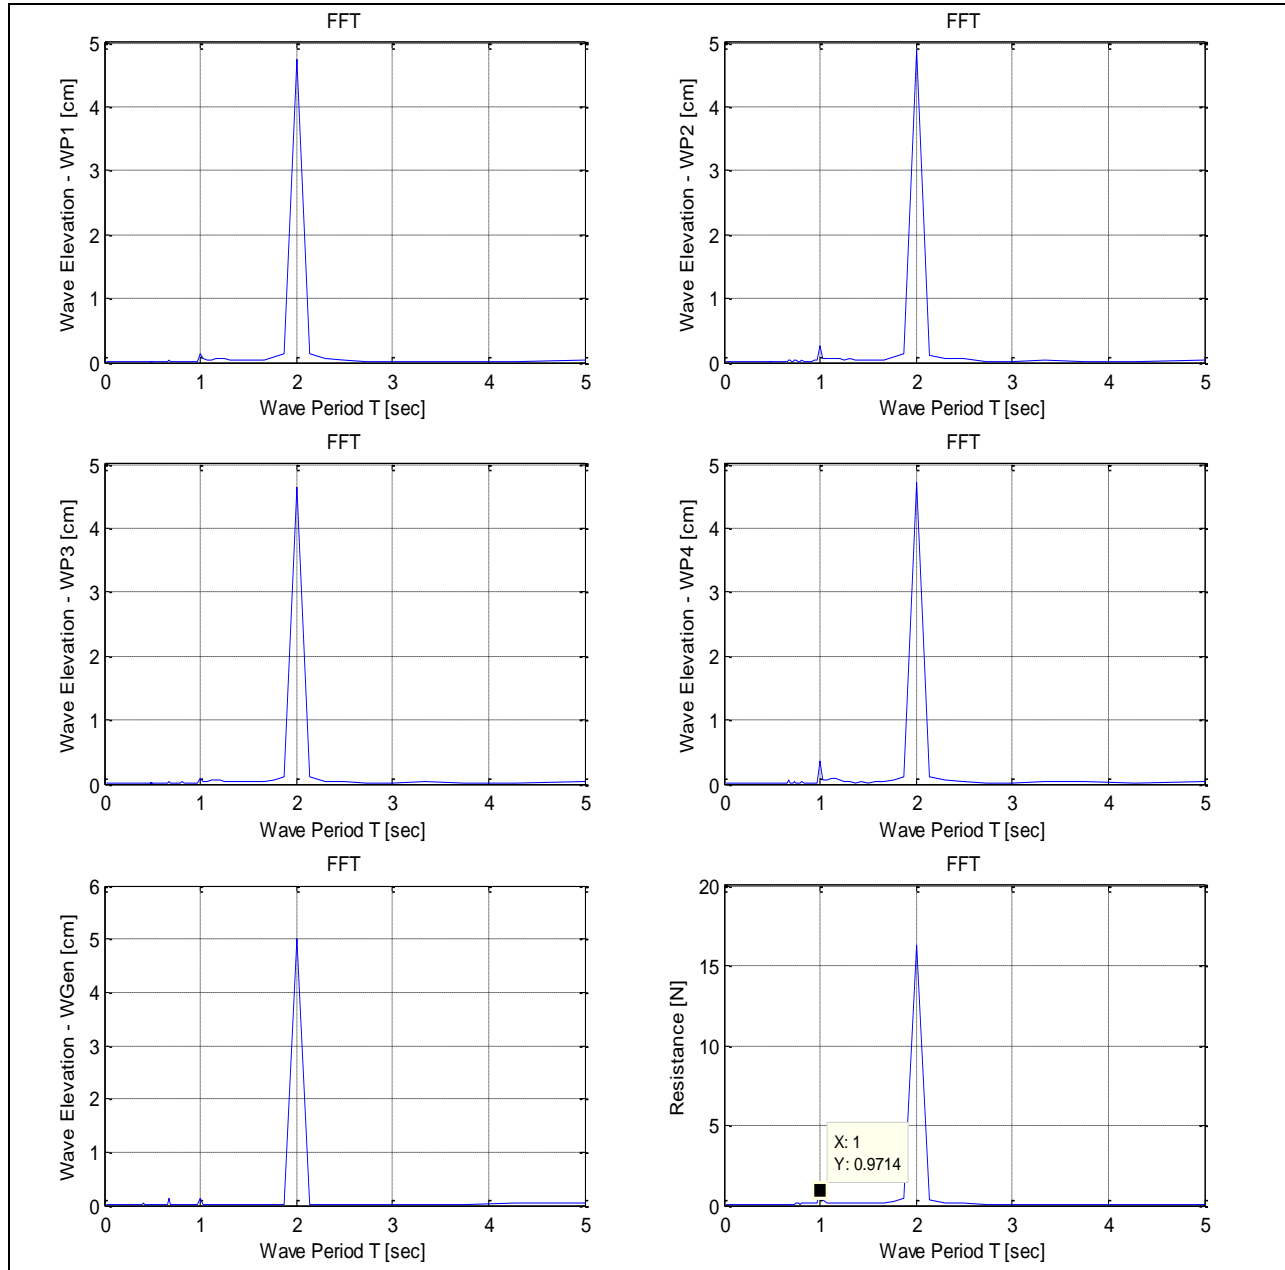 FFT
5
4
3
2
1
0
Wave Elevation - WP1 [cm]
0 1 2 3 4 5
Wave Period T [sec]
FFT
5
4
3
2
1
0
Wave Elevation - WP2 [cm]
0 1 2 3 4 5
Wave Period T [sec]
FFT
5
4
3
2
1
0
Wave Elevation - WP3 [cm]
0 1 2 3 4 5
Wave Period T [sec]
FFT
5
4
3
2
1
0
Wave Elevation - WP4 [cm]
0 1 2 3 4 5
Wave Period T [sec]
FFT
6
5
4
3
2
1
0
Wave Elevation - WGen [cm]
0 1 2 3 4 5
Wave Period T [sec]
FFT
20
15
10
5
0
Resistance [N]
X: 1
Y: 0.9714
0 1 2 3 4 5
Wave Period T [sec]